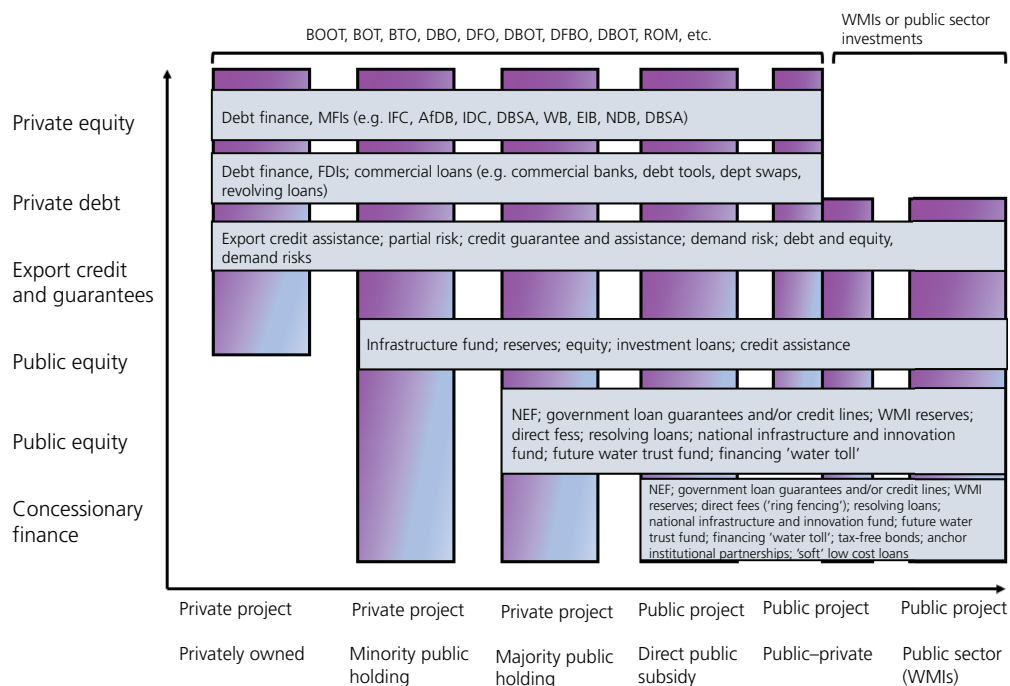 BOOT, BOT, BTO, DBO, DFO, DBOT, DFBO, DBOT, ROM, etc.
WMIs or public sector
investments
Private equity
Debt finance, MFIs (e.g. IFC, AfDB, IDC, DBSA, WB, EIB, NDB, DBSA)
Private debt
Debt finance, FDIs; commercial loans (e.g. commercial banks, debt tools, dept swaps,
revolving loans)
Export credit
and guarantees
Export credit assistance; partial risk; credit guarantee and assistance; demand risk; debt and equity,
demand risks
Public equity
Infrastructure fund; reserves; equity; investment loans; credit assistance
Public equity
NEF; government loan guarantees and/or credit lines; WMI reserves;
direct fess; resolving loans; national infrastructure and innovation
fund; future water trust fund; financing ‘water toll’
Concessionary
finance
NEF; government loan guarantees and/or credit lines; WMI
reserves; direct fees (‘ring fencing’); resolving loans;
national infrastructure and innovation fund; future water
trust fund; financing ‘water toll’; tax-free bonds; anchor
institutional partnerships; ‘soft’ low cost loans
Private project
Privately owned
Private project
Minority public
holding
Private project
Majority public
holding
Public project
Direct public
subsidy
Public project
Public–private
Public project
Public sector
(WMIs)